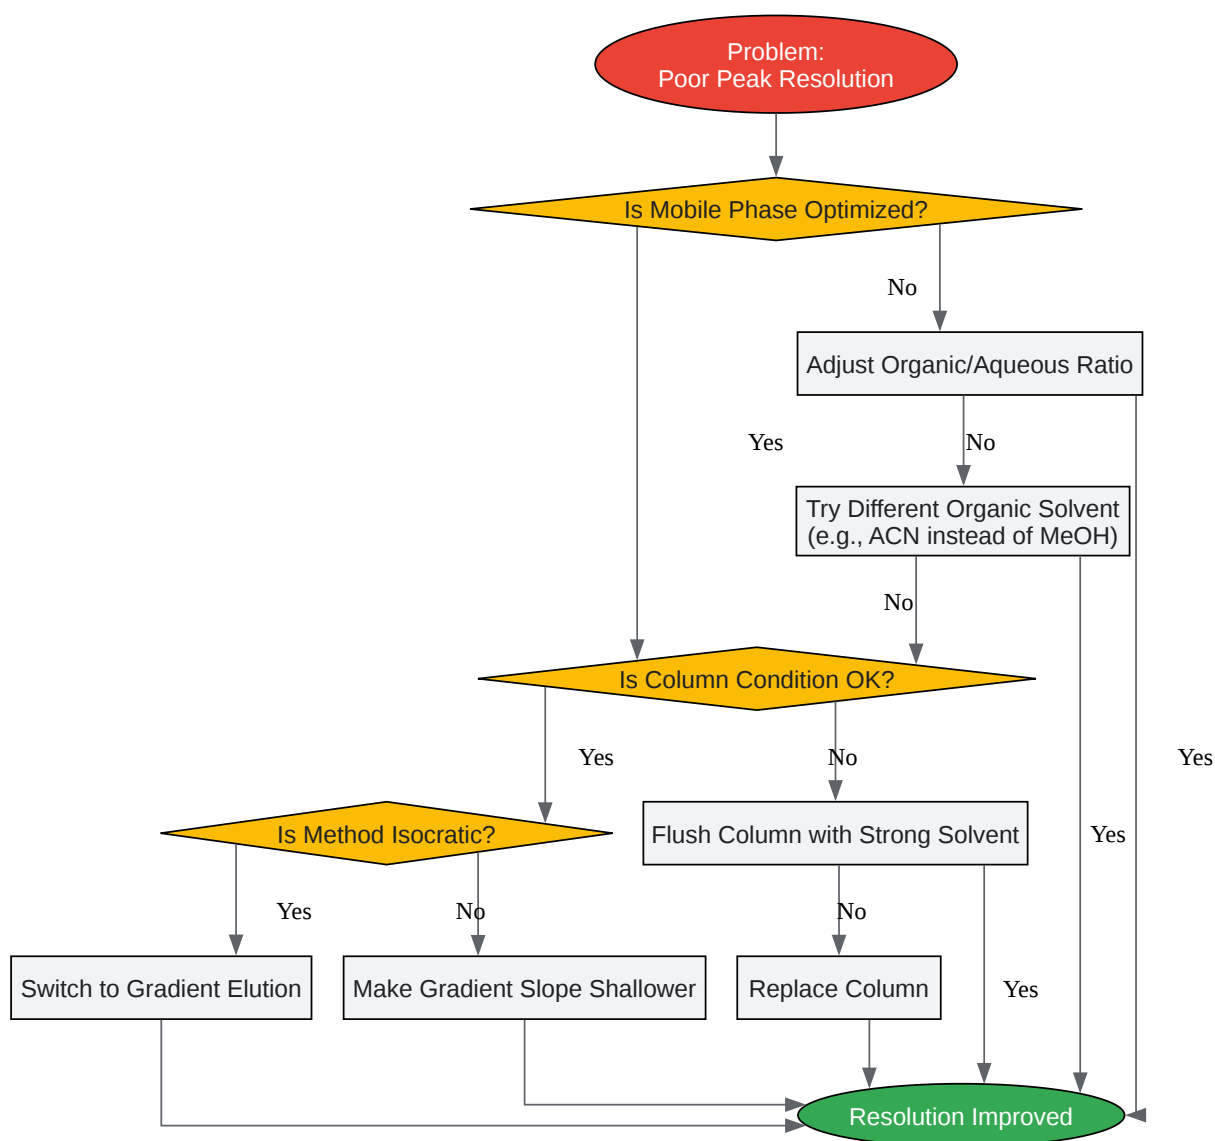 Problem:
Poor Peak Resolution
Is Mobile Phase Optimized?
No
Adjust Organic/Aqueous Ratio
Yes
No
Try Different Organic Solvent
(e.g., ACN instead of MeOH)
No
Is Column Condition OK?
Yes
No
Yes
Is Method Isocratic?
Flush Column with Strong Solvent
Yes
Yes
No
No
Switch to Gradient Elution
Make Gradient Slope Shallower
Replace Column
Yes
Resolution Improved